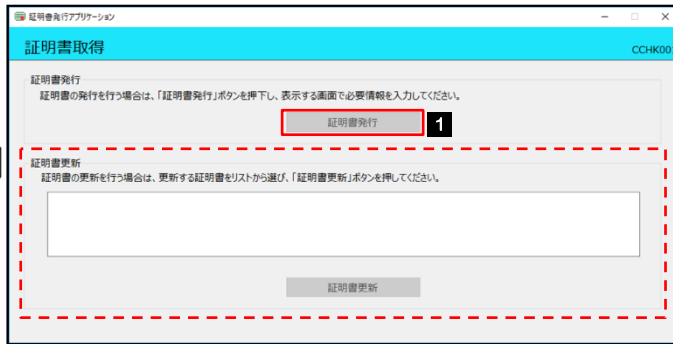 証明書発行アプリケーション
証明書取得
CCHK001
証明書発行
証明書の発行を行う場合は、「証明書発行」ボタンを押下し、表示する画面で必要情報を入力してください。
証明書発行
1
証明書更新
証明書の更新を行う場合は、更新する証明書をリストから選び、「証明書更新」ボタンを押してください。
証明書更新